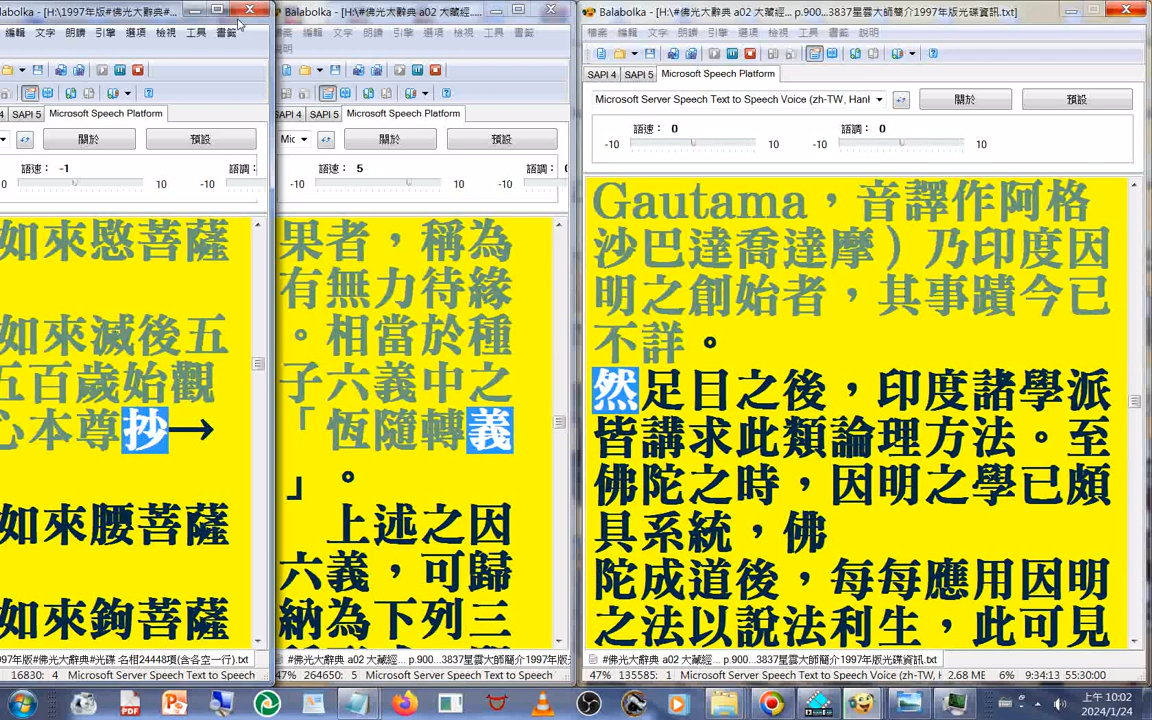 alabolka - [H:\1997年版#佛光大辭典#...
編輯 文字 朗讀 引擎 選項 檢視 工具 書籤
4 SAPI 5 Microsoft Speech Platform
關於 預設
語速： -1 語調：
0 10 -10
如來愍菩薩
如來滅後五
五百歲始觀
心本尊抄→
如來腰菩薩
如來鉤菩薩
97年版#佛光大辭典#光碟 名相24448項(含各空一行).txt
16830: 4 Microsoft Server Speech Text to Speech Voice
Balabolka - [H:\#佛光大辭典 a02 大藏經...
檔案 編輯 文字 朗讀 引擎 選項 檢視 工具 書籤
說明
API 4 SAPI 5 Microsoft Speech Platform
Mic 關於 預設
語速： 5 語調： 0
-10 10 -10
果者，稱為
有無力待緣
。相當於種
子六義中之
「恆隨轉義
」。
上述之因
六義，可歸
納為下列三
#佛光大辭典 a02 大藏經... p.900...3837星雲大師簡介1997年版光
47% 264650: 5 Microsoft Server Speech Text to Speech
Balabolka - [H:\#佛光大辭典 a02 大藏經... p.900...3837星雲大師簡介1997年版光碟資訊.txt]
檔案 編輯 文字 朗讀 引擎 選項 檢視 工具 書籤 說明
SAPI 4 SAPI 5 Microsoft Speech Platform
Microsoft Server Speech Text to Speech Voice (zh-TW, HanH 關於 預設
語速： 0 語調： 0
-10 10 -10 10
Gautama，音譯作阿格
沙巴達喬達摩）乃印度因
明之創始者，其事蹟今已
不詳。
然足目之後，印度諸學派
皆講求此類論理方法。至
佛陀之時，因明之學已頗
具系統，佛
陀成道後，每每應用因明
之法以說法利生，此可見
#佛光大辭典 a02 大藏經... p.900...3837星雲大師簡介1997年版光碟資訊.txt
47% 135585: 1 Microsoft Server Speech Text to Speech Voice (zh-TW, 2.68 MB 6% 9:34:13 55:30:00
上午 10:02
2024/1/24